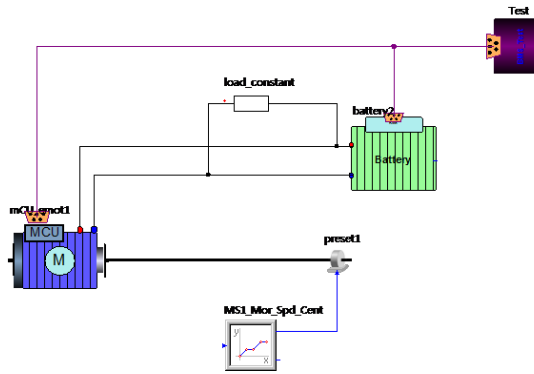 Test
load_constant
battery2
Battery
mCU_emot1
MCU
M
preset1
MS1_Mor_Spd_Cent
y
x